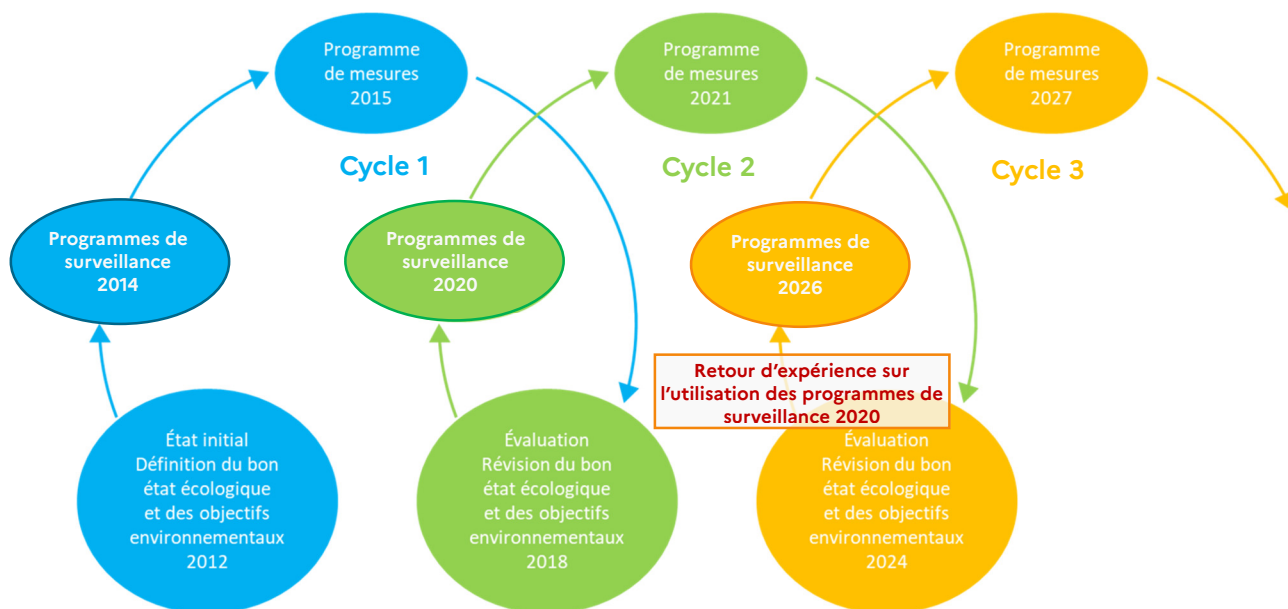 Programme
de mesures
2015
Programme
de mesures
2021
Programme
de mesures
2027
Cycle 1
Cycle 2
Cycle 3
Programmes de
surveillance
2014
Programmes de
surveillance
2020
Programmes de
surveillance
2026
Retour d’expérience sur
l’utilisation des programmes de
surveillance 2020
État initial
Définition du bon
état écologique
et des objectifs
environnementaux
2012
Évaluation
Révision du bon
état écologique
et des objectifs
environnementaux
2018
Évaluation
Révision du bon
état écologique
et des objectifs
environnementaux
2024